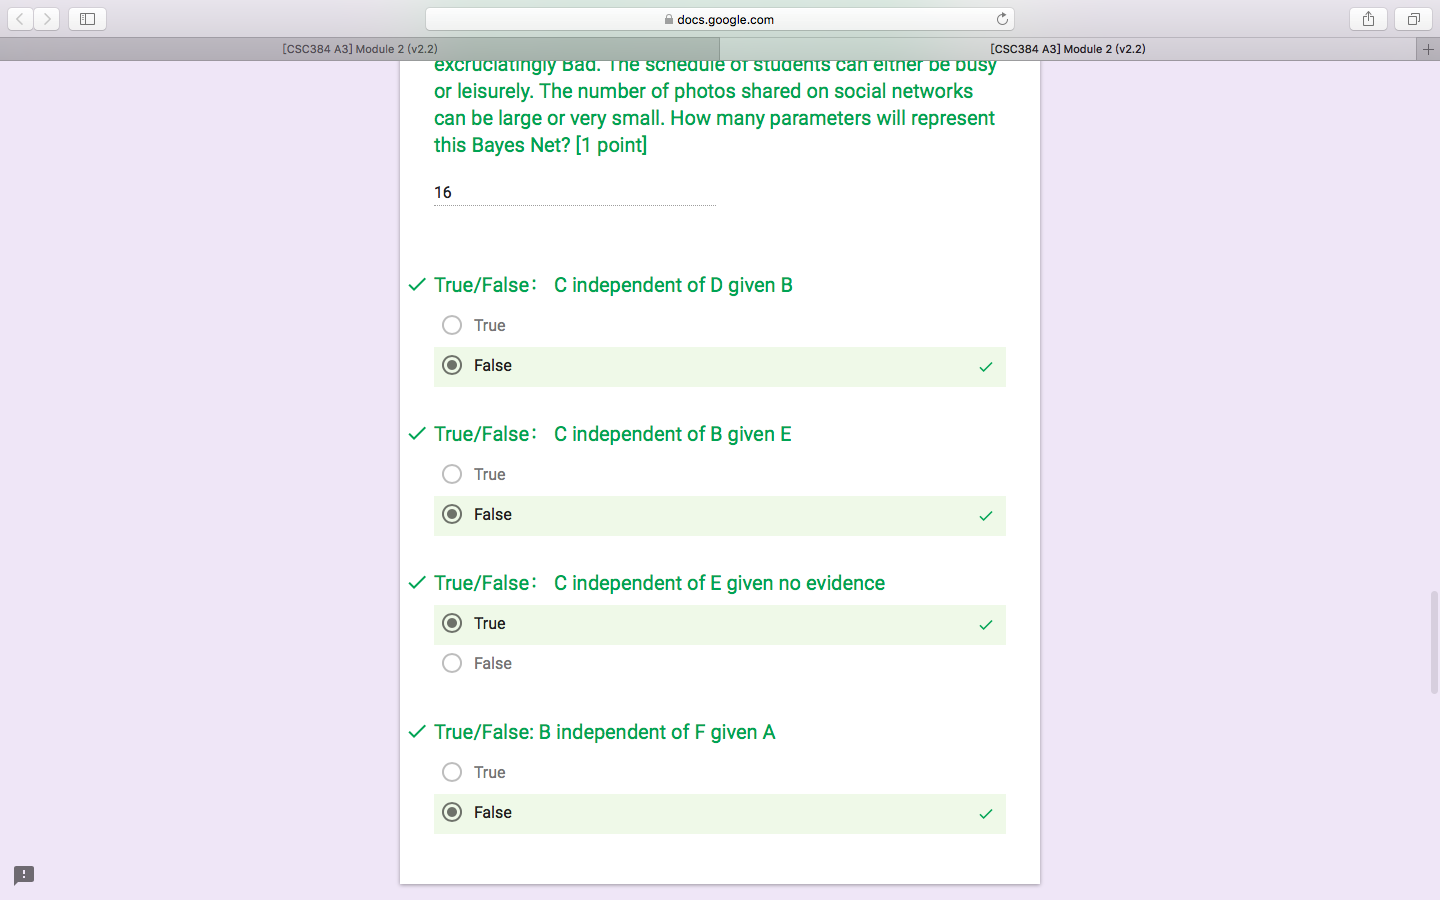 docs.google.com
[CSC384 A3] Module 2 (v2.2)
[CSC384 A3] Module 2 (v2.2)
excruciatingly Bad. The schedule of students can either be busy
or leisurely. The number of photos shared on social networks
can be large or very small. How many parameters will represent
this Bayes Net? [1 point]
16
True/False: C independent of D given B
True
False
True/False: C independent of B given E
True
False
True/False: C independent of E given no evidence
True
False
True/False: B independent of F given A
True
False